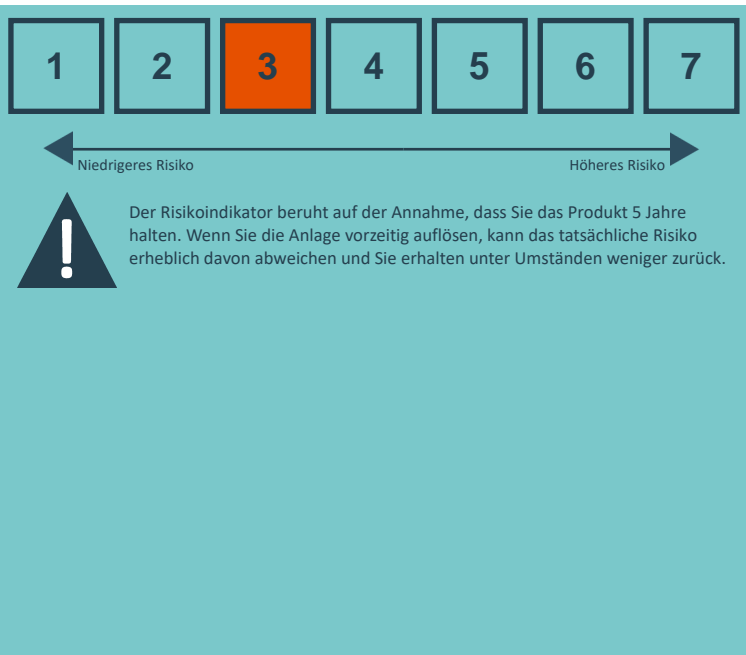 1 2 3 4 5 6 7
Niedrigeres Risiko Höheres Risiko
Der Risikoindikator beruht auf der Annahme, dass Sie das Produkt 5 Jahre
halten. Wenn Sie die Anlage vorzeitig auflösen, kann das tatsächliche Risiko
erheblich davon abweichen und Sie erhalten unter Umständen weniger zurück.